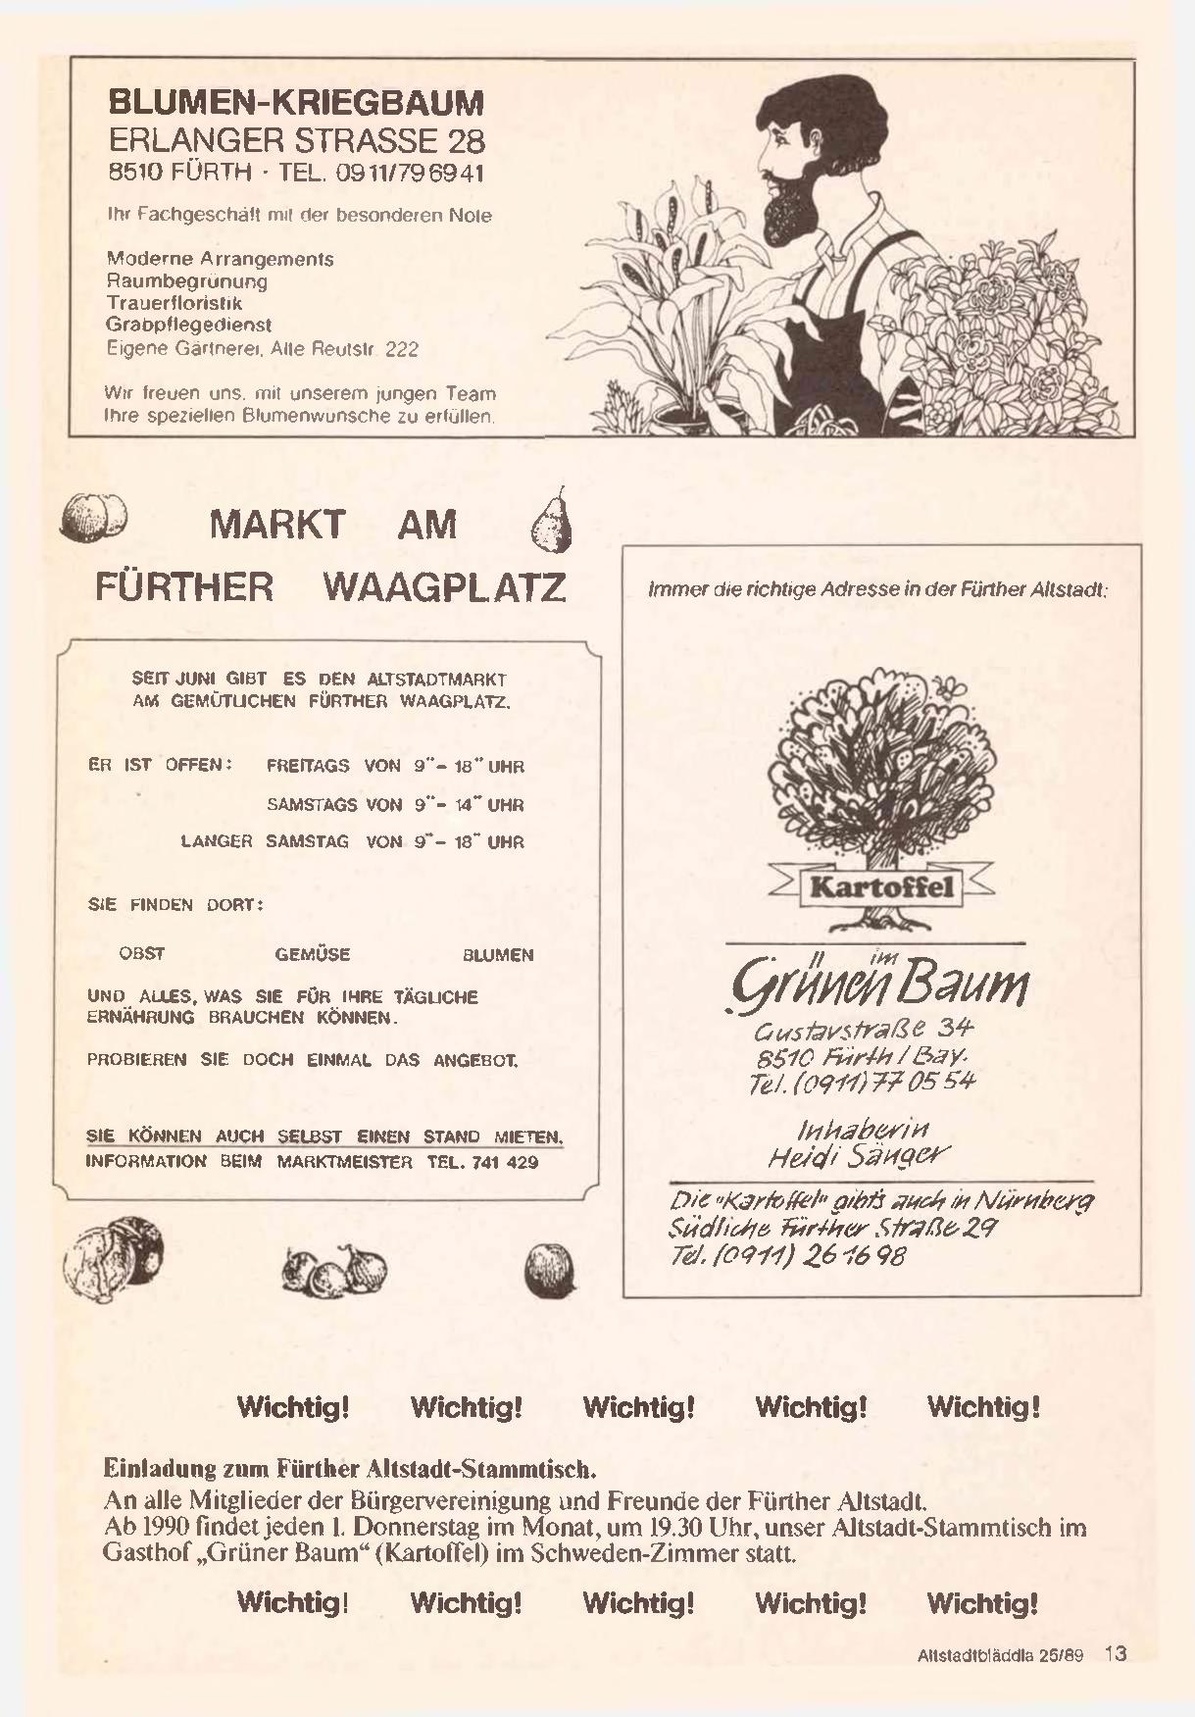 BLUMEN-KRIEGBAUM
ERLANGER STRASSE 28
8510 FÜRTH · TEL. 0911/796941
Ihr Fachgeschäft mit der besonderen Note
Moderne Arrangements
Raumbegrünung
Trauerfloristik
Grabpflegedienst
Eigene Gärtnerei, Alte Reutstr. 222
Wir freuen uns, mit unserem jungen Team
Ihre speziellen Blumenwünsche zu erfüllen.
MARKT AM
FÜRTHER WAAGPLATZ
SEIT JUNI GIBT ES DEN ALTSTADTMARKT
AM GEMÜTLICHEN FÜRTHER WAAGPLATZ.
ER IST OFFEN: FREITAGS VON 9°°- 18°° UHR
SAMSTAGS VON 9°°- 14°° UHR
LANGER SAMSTAG VON 9°°- 18°° UHR
SIE FINDEN DORT:
OBST GEMÜSE BLUMEN
UND ALLES, WAS SIE FÜR IHRE TÄGLICHE
ERNÄHRUNG BRAUCHEN KÖNNEN.
PROBIEREN SIE DOCH EINMAL DAS ANGEBOT.
SIE KÖNNEN AUCH SELBST EINEN STAND MIETEN.
INFORMATION BEIM MARKTMEISTER TEL. 741 429
Immer die richtige Adresse in der Fürther Altstadt:
Kartoffel
im
Grünen Baum
Gustavstraße 34
8510 Fürth / Bay.
Tel. (0911) 77 05 54
Inhaberin
Heidi Sänger
Die "Kartoffel" gibt's auch in Nürnberg
Südliche Fürther Straße 29
Tel. (0911) 26 16 98
Wichtig! Wichtig! Wichtig! Wichtig! Wichtig!
Einladung zum Fürther Altstadt-Stammtisch.
An alle Mitglieder der Bürgervereinigung und Freunde der Fürther Altstadt.
Ab 1990 findet jeden 1. Donnerstag im Monat, um 19.30 Uhr, unser Altstadt-Stammtisch im
Gasthof „Grüner Baum“ (Kartoffel) im Schweden-Zimmer statt.
Wichtig! Wichtig! Wichtig! Wichtig! Wichtig!
Altstadtbläddla 25/89 13